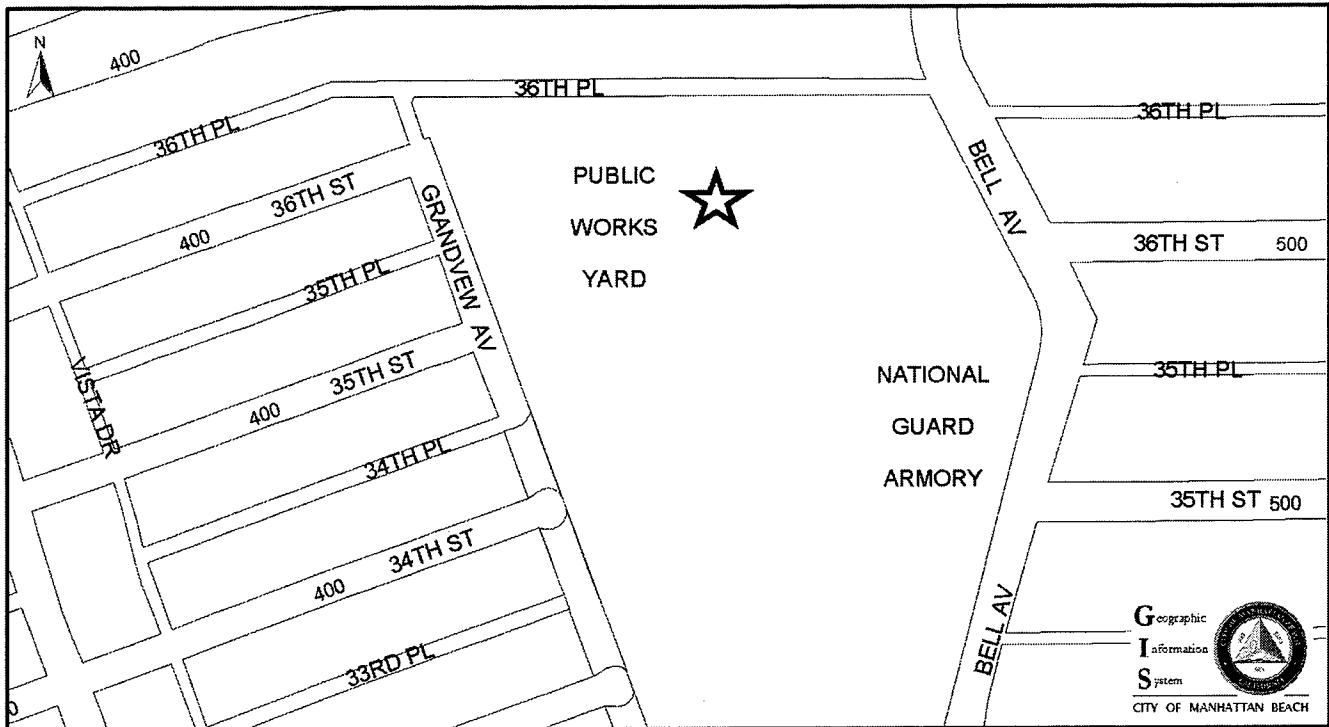 N
400
36TH PL
36TH PL
36TH PL
36TH ST
400
GRANDVEW AV
PUBLIC
WORKS
YARD
BELL AV
36TH ST 500
35TH PL
35TH ST
400
VISTA DR
NATIONAL
GUARD
ARMORY
35TH PL
35TH ST 500
34TH PL
34TH ST
400
33RD PL
BELL AV
Geographic
Information
System
CITY OF MANHATTAN BEACH